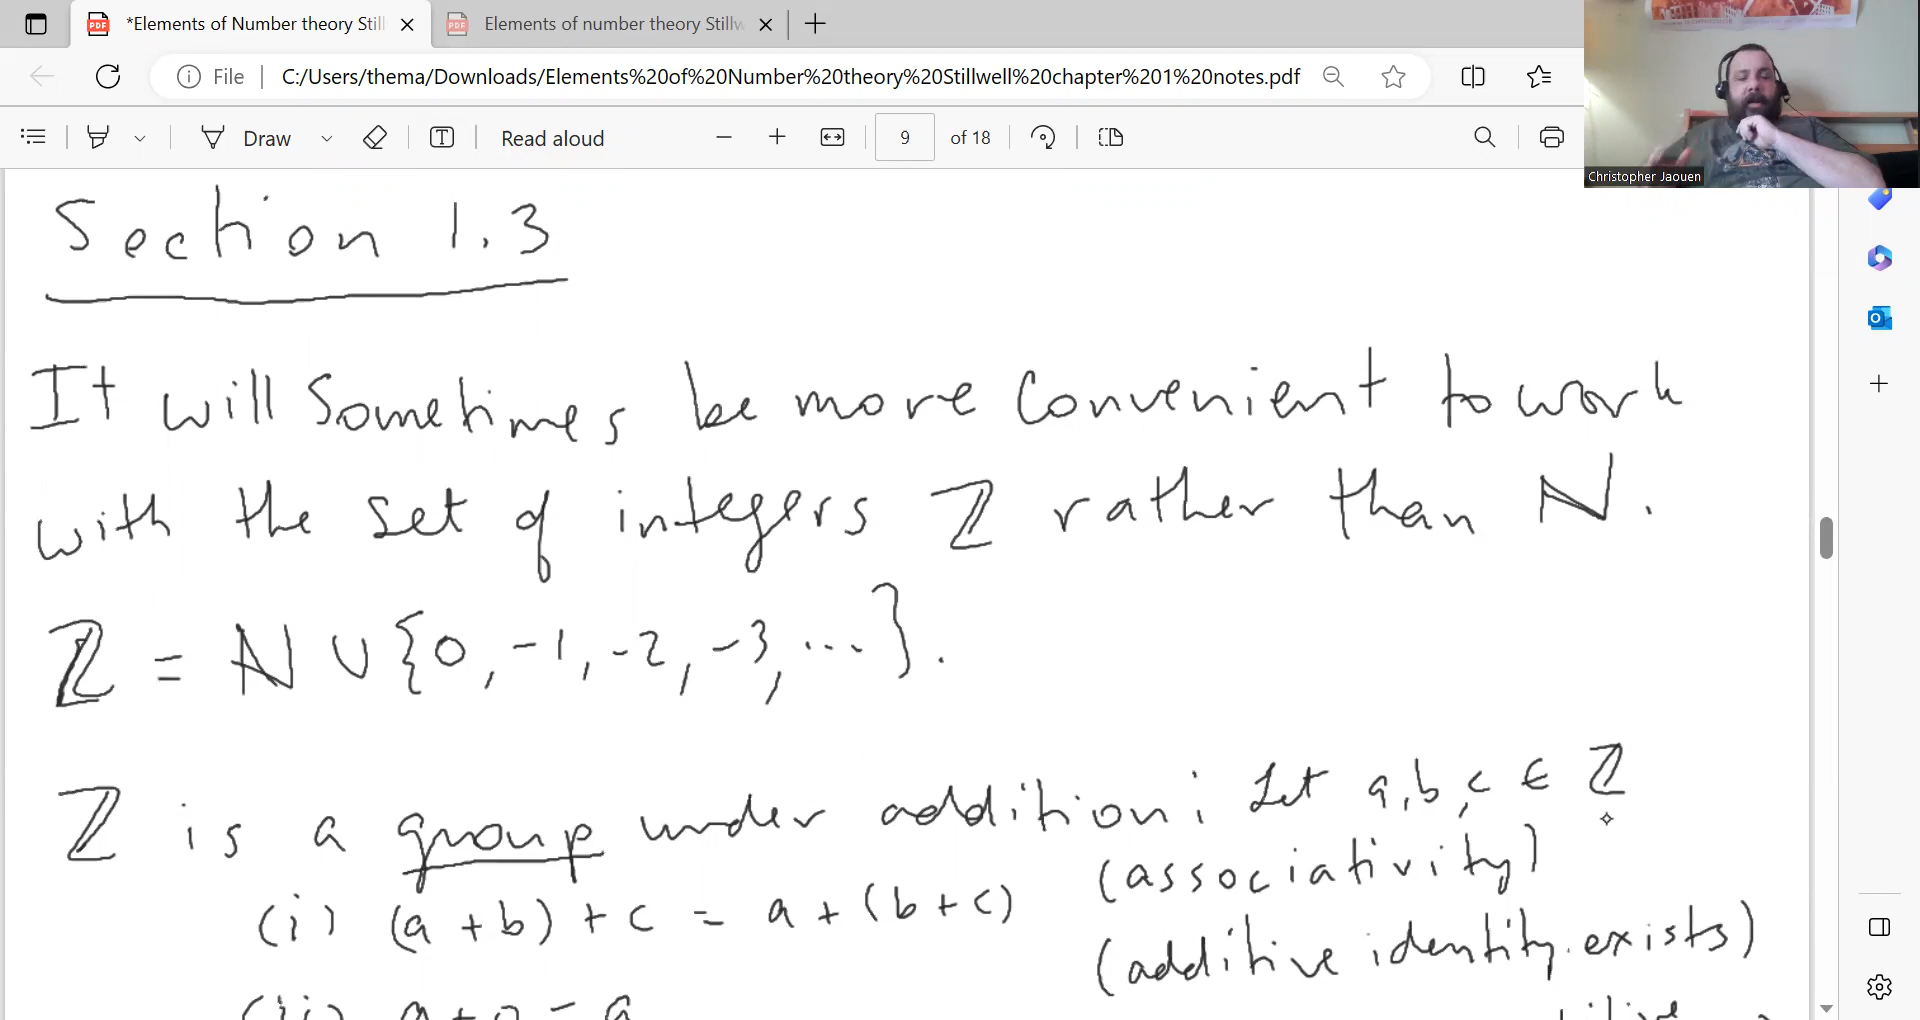 *Elements of Number theory Still
Elements of number theory Stillw
File
C:/Users/thema/Downloads/Elements%20of%20Number%20theory%20Stillwell%20chapter%201%20notes.pdf
Draw
Read aloud
9 of 18
Christopher Jaouen
Section 1.3
It will sometimes be more convenient to work
with the set of integers ℤ rather than ℕ.
ℤ = ℕ ∪ {0, -1, -2, -3, ...}.
ℤ is a group under addition: Let a, b, c ∈ ℤ
(i) (a + b) + c = a + (b + c) (associativity)
(ii) a + 0 = a (additive identity exists)